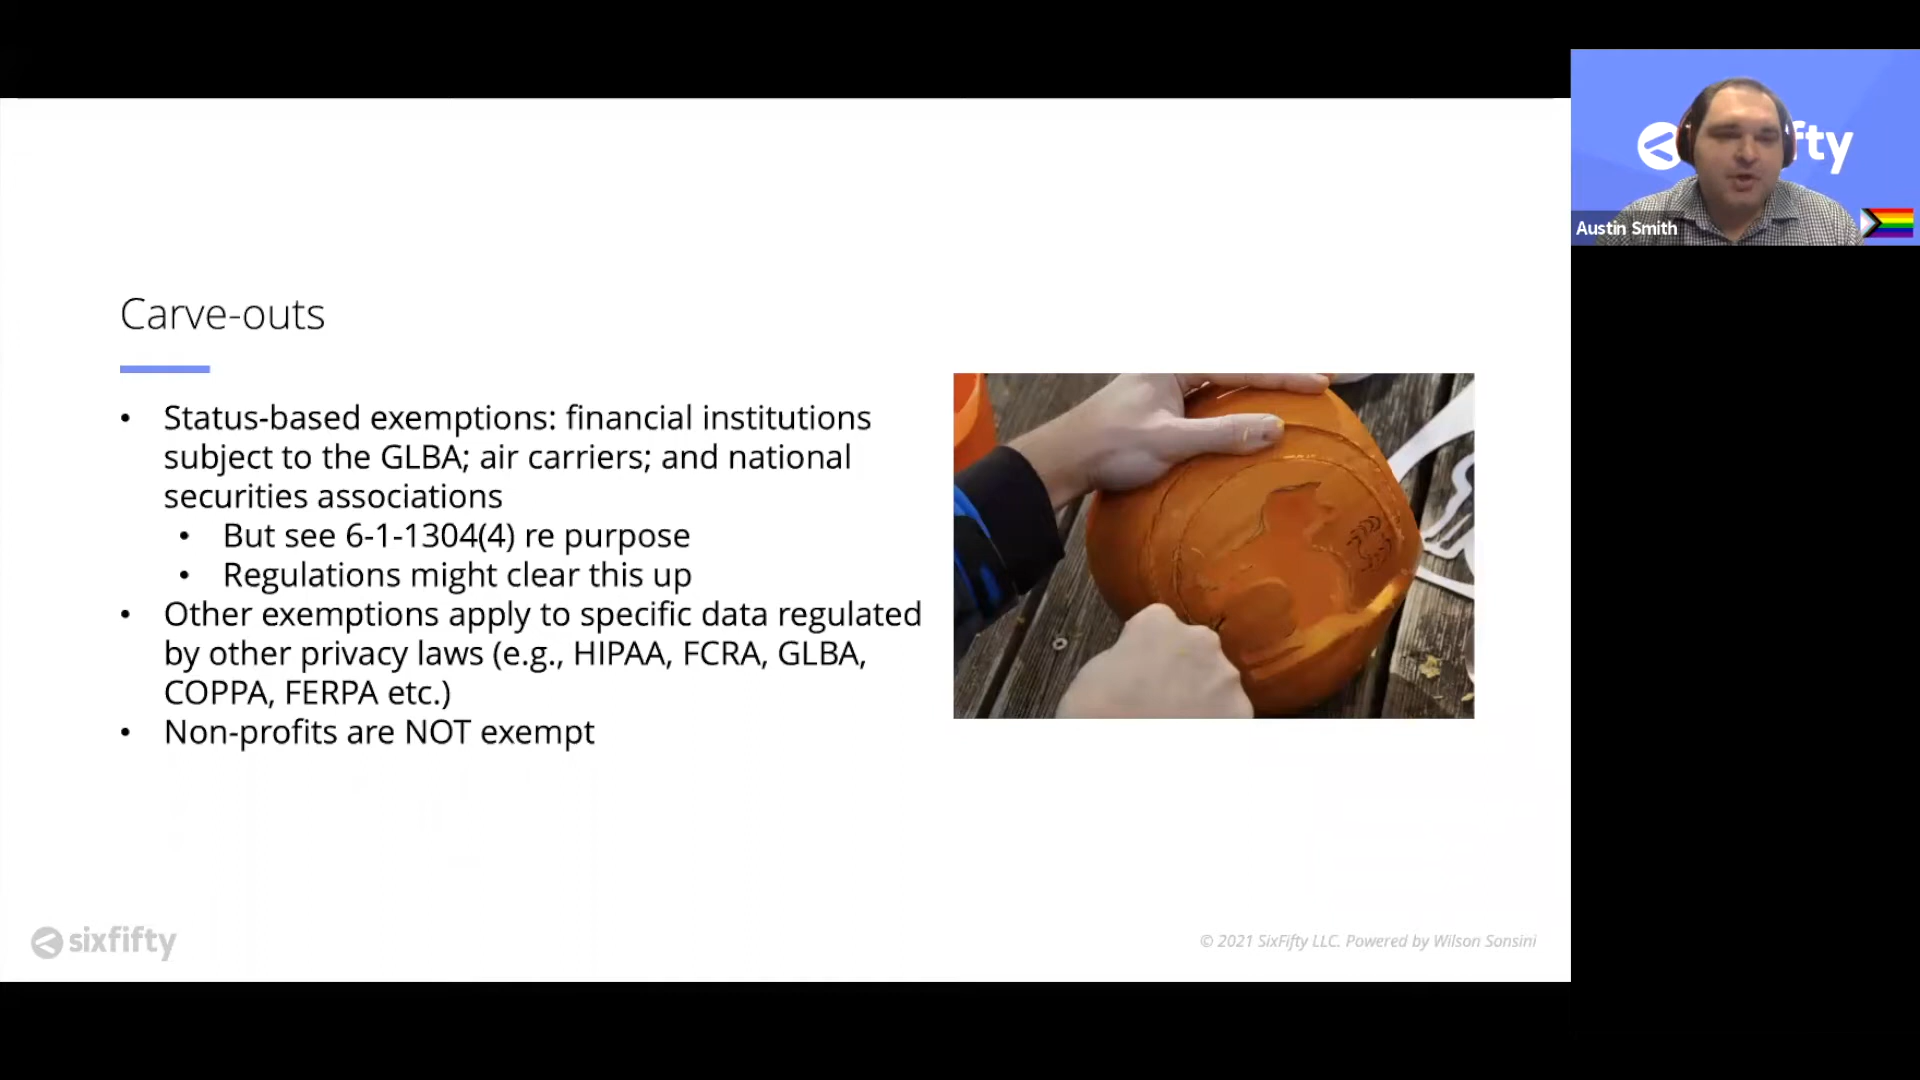 Carve-outs
• Status-based exemptions: financial institutions
subject to the GLBA; air carriers; and national
securities associations
• But see 6-1-1304(4) re purpose
• Regulations might clear this up
• Other exemptions apply to specific data regulated
by other privacy laws (e.g., HIPAA, FCRA, GLBA,
COPPA, FERPA etc.)
• Non-profits are NOT exempt
sixfifty
© 2021 SixFifty LLC. Powered by Wilson Sonsini
fty
Austin Smith